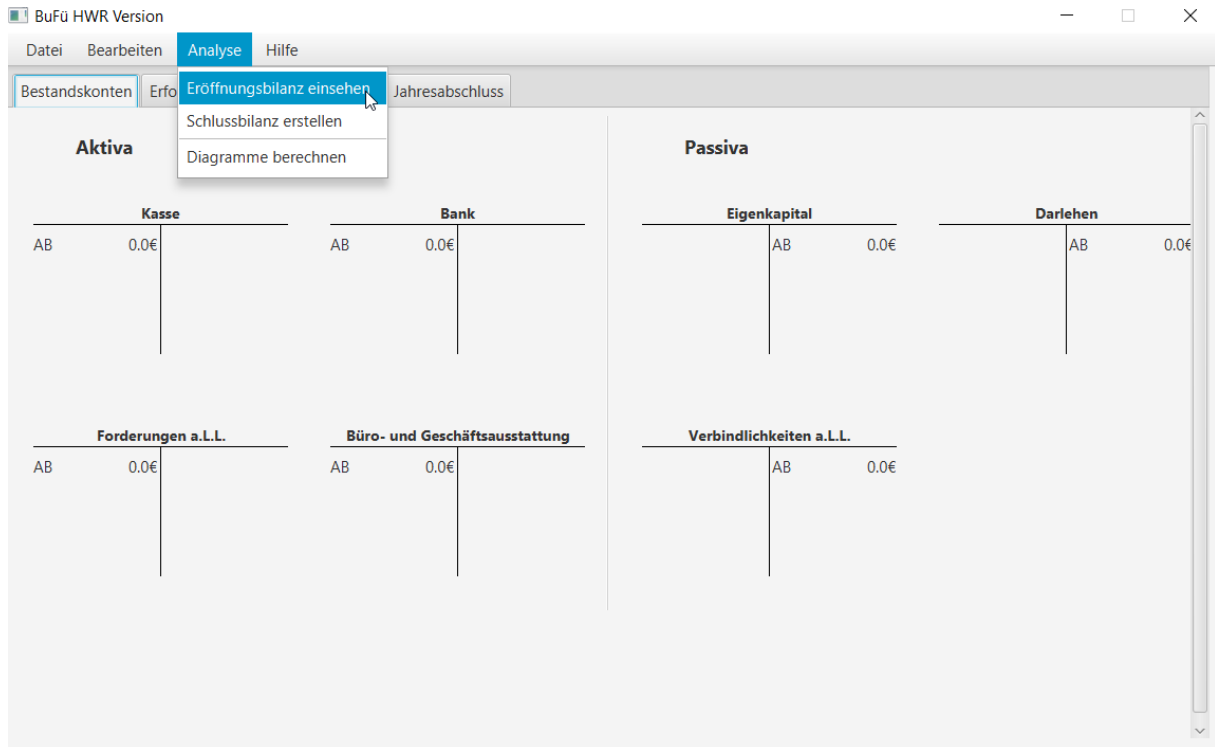 BuFü HWR Version
Datei Bearbeiten Analyse Hilfe
Bestandskonten Jahresabschluss
Eröffnungsbilanz einsehen
Schlussbilanz erstellen
Diagramme berechnen
Aktiva Passiva
Kasse Bank Eigenkapital Darlehen
AB 0.0€ AB 0.0€ AB 0.0€ AB 0.0€
Forderungen a.L.L. Büro- und Geschäftsausstattung Verbindlichkeiten a.L.L.
AB 0.0€ AB 0.0€ AB 0.0€